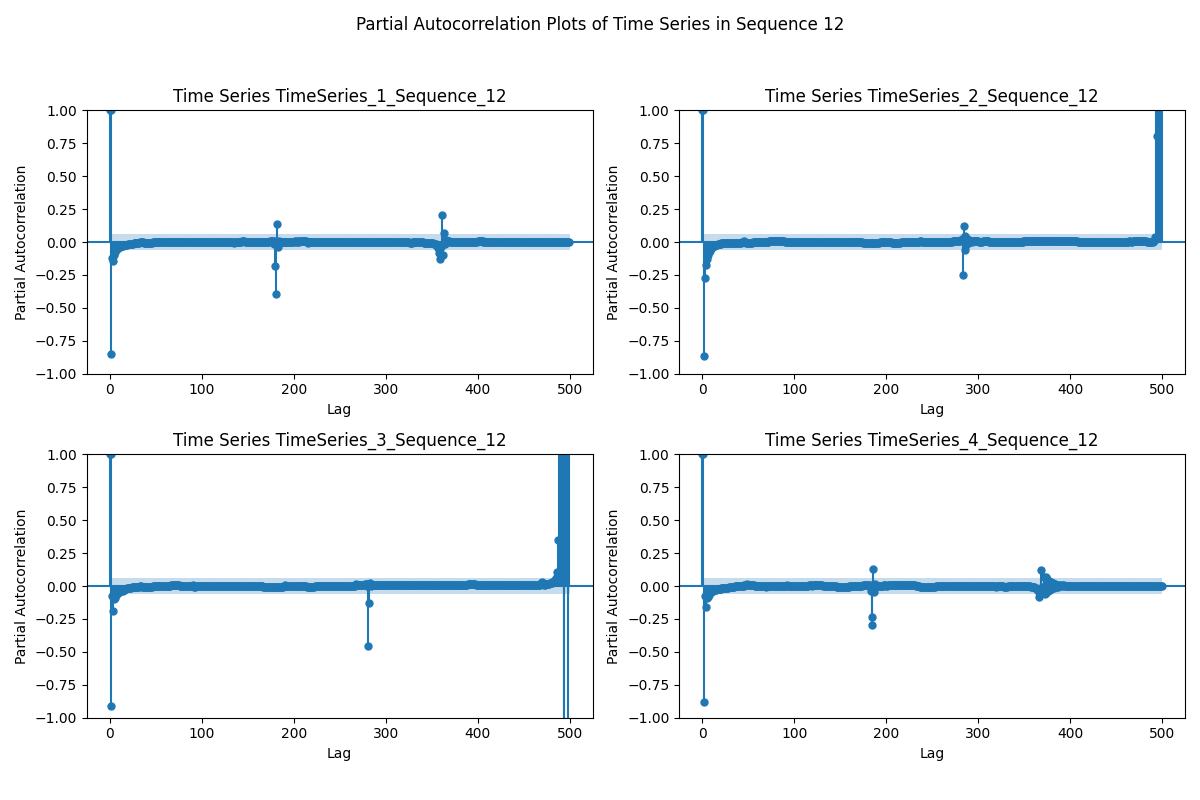 Partial Autocorrelation Plots of Time Series in Sequence 12
Time Series TimeSeries_1_Sequence_12
1.00
0.75
0.50
0.25
0.00
−0.25
−0.50
−0.75
−1.00
Partial Autocorrelation
0 100 200 300 400 500
Lag
Time Series TimeSeries_2_Sequence_12
1.00
0.75
0.50
0.25
0.00
−0.25
−0.50
−0.75
−1.00
Partial Autocorrelation
0 100 200 300 400 500
Lag
Time Series TimeSeries_3_Sequence_12
1.00
0.75
0.50
0.25
0.00
−0.25
−0.50
−0.75
−1.00
Partial Autocorrelation
0 100 200 300 400 500
Lag
Time Series TimeSeries_4_Sequence_12
1.00
0.75
0.50
0.25
0.00
−0.25
−0.50
−0.75
−1.00
Partial Autocorrelation
0 100 200 300 400 500
Lag